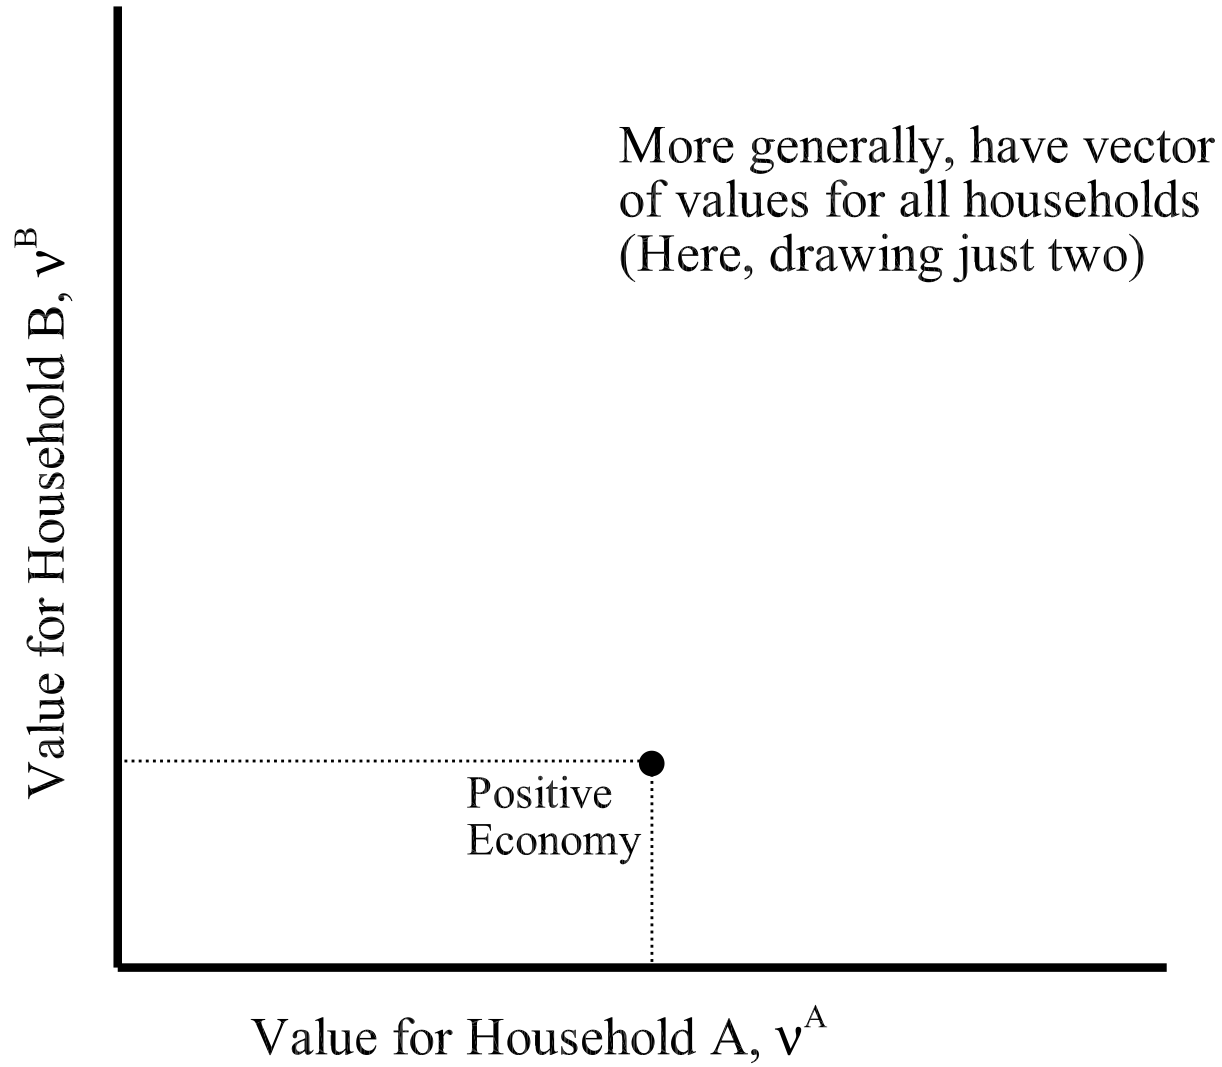 More generally, have vector
of values for all households
(Here, drawing just two)
Value for Household B, ν^B
Positive
Economy
Value for Household A, ν^A